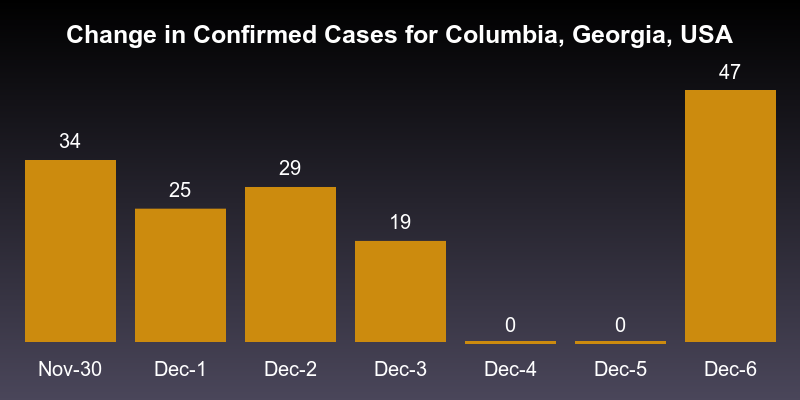 Change in Confirmed Cases for Columbia, Georgia, USA
34
25
29
19
0
0
47
Nov-30
Dec-1
Dec-2
Dec-3
Dec-4
Dec-5
Dec-6